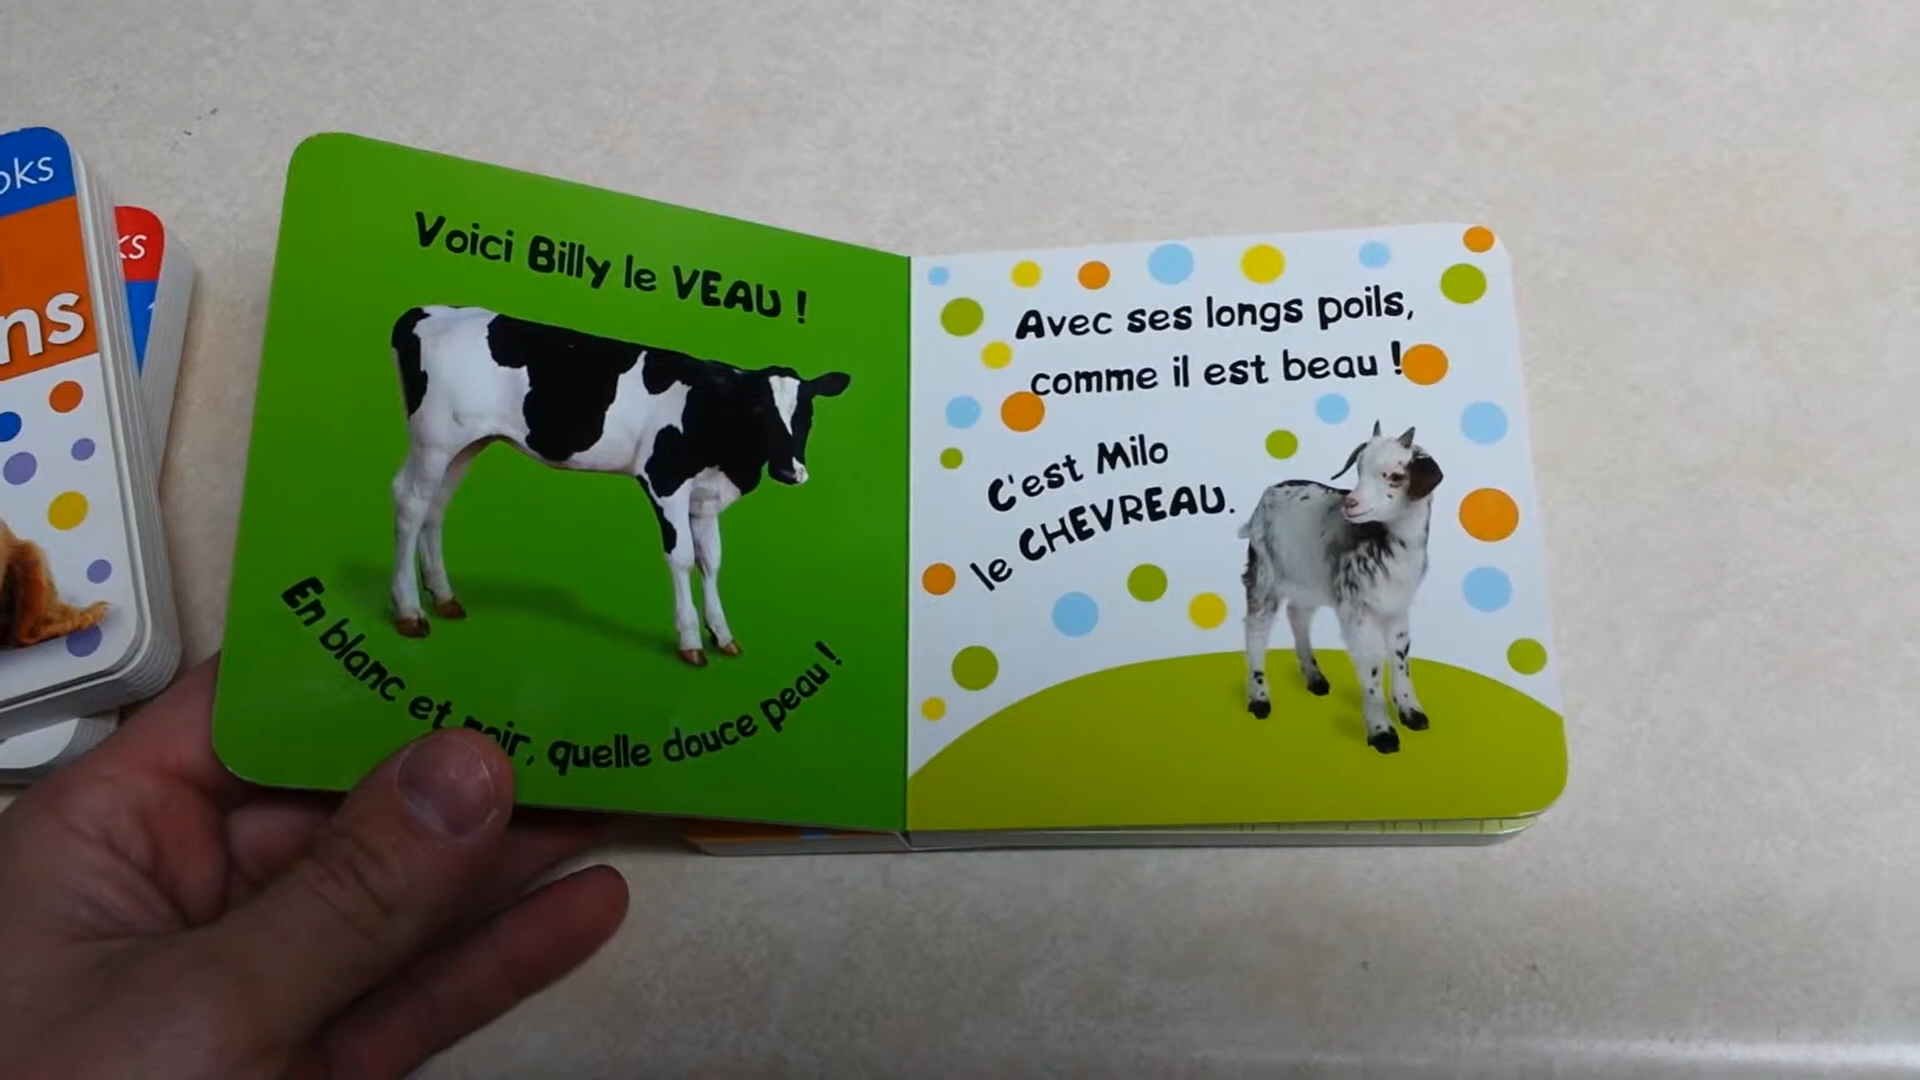 oks
ns
ks
Voici Billy le VEAU !
En blanc et noir, quelle douce peau !
Avec ses longs poils,
comme il est beau !
C'est Milo
le CHEVREAU.